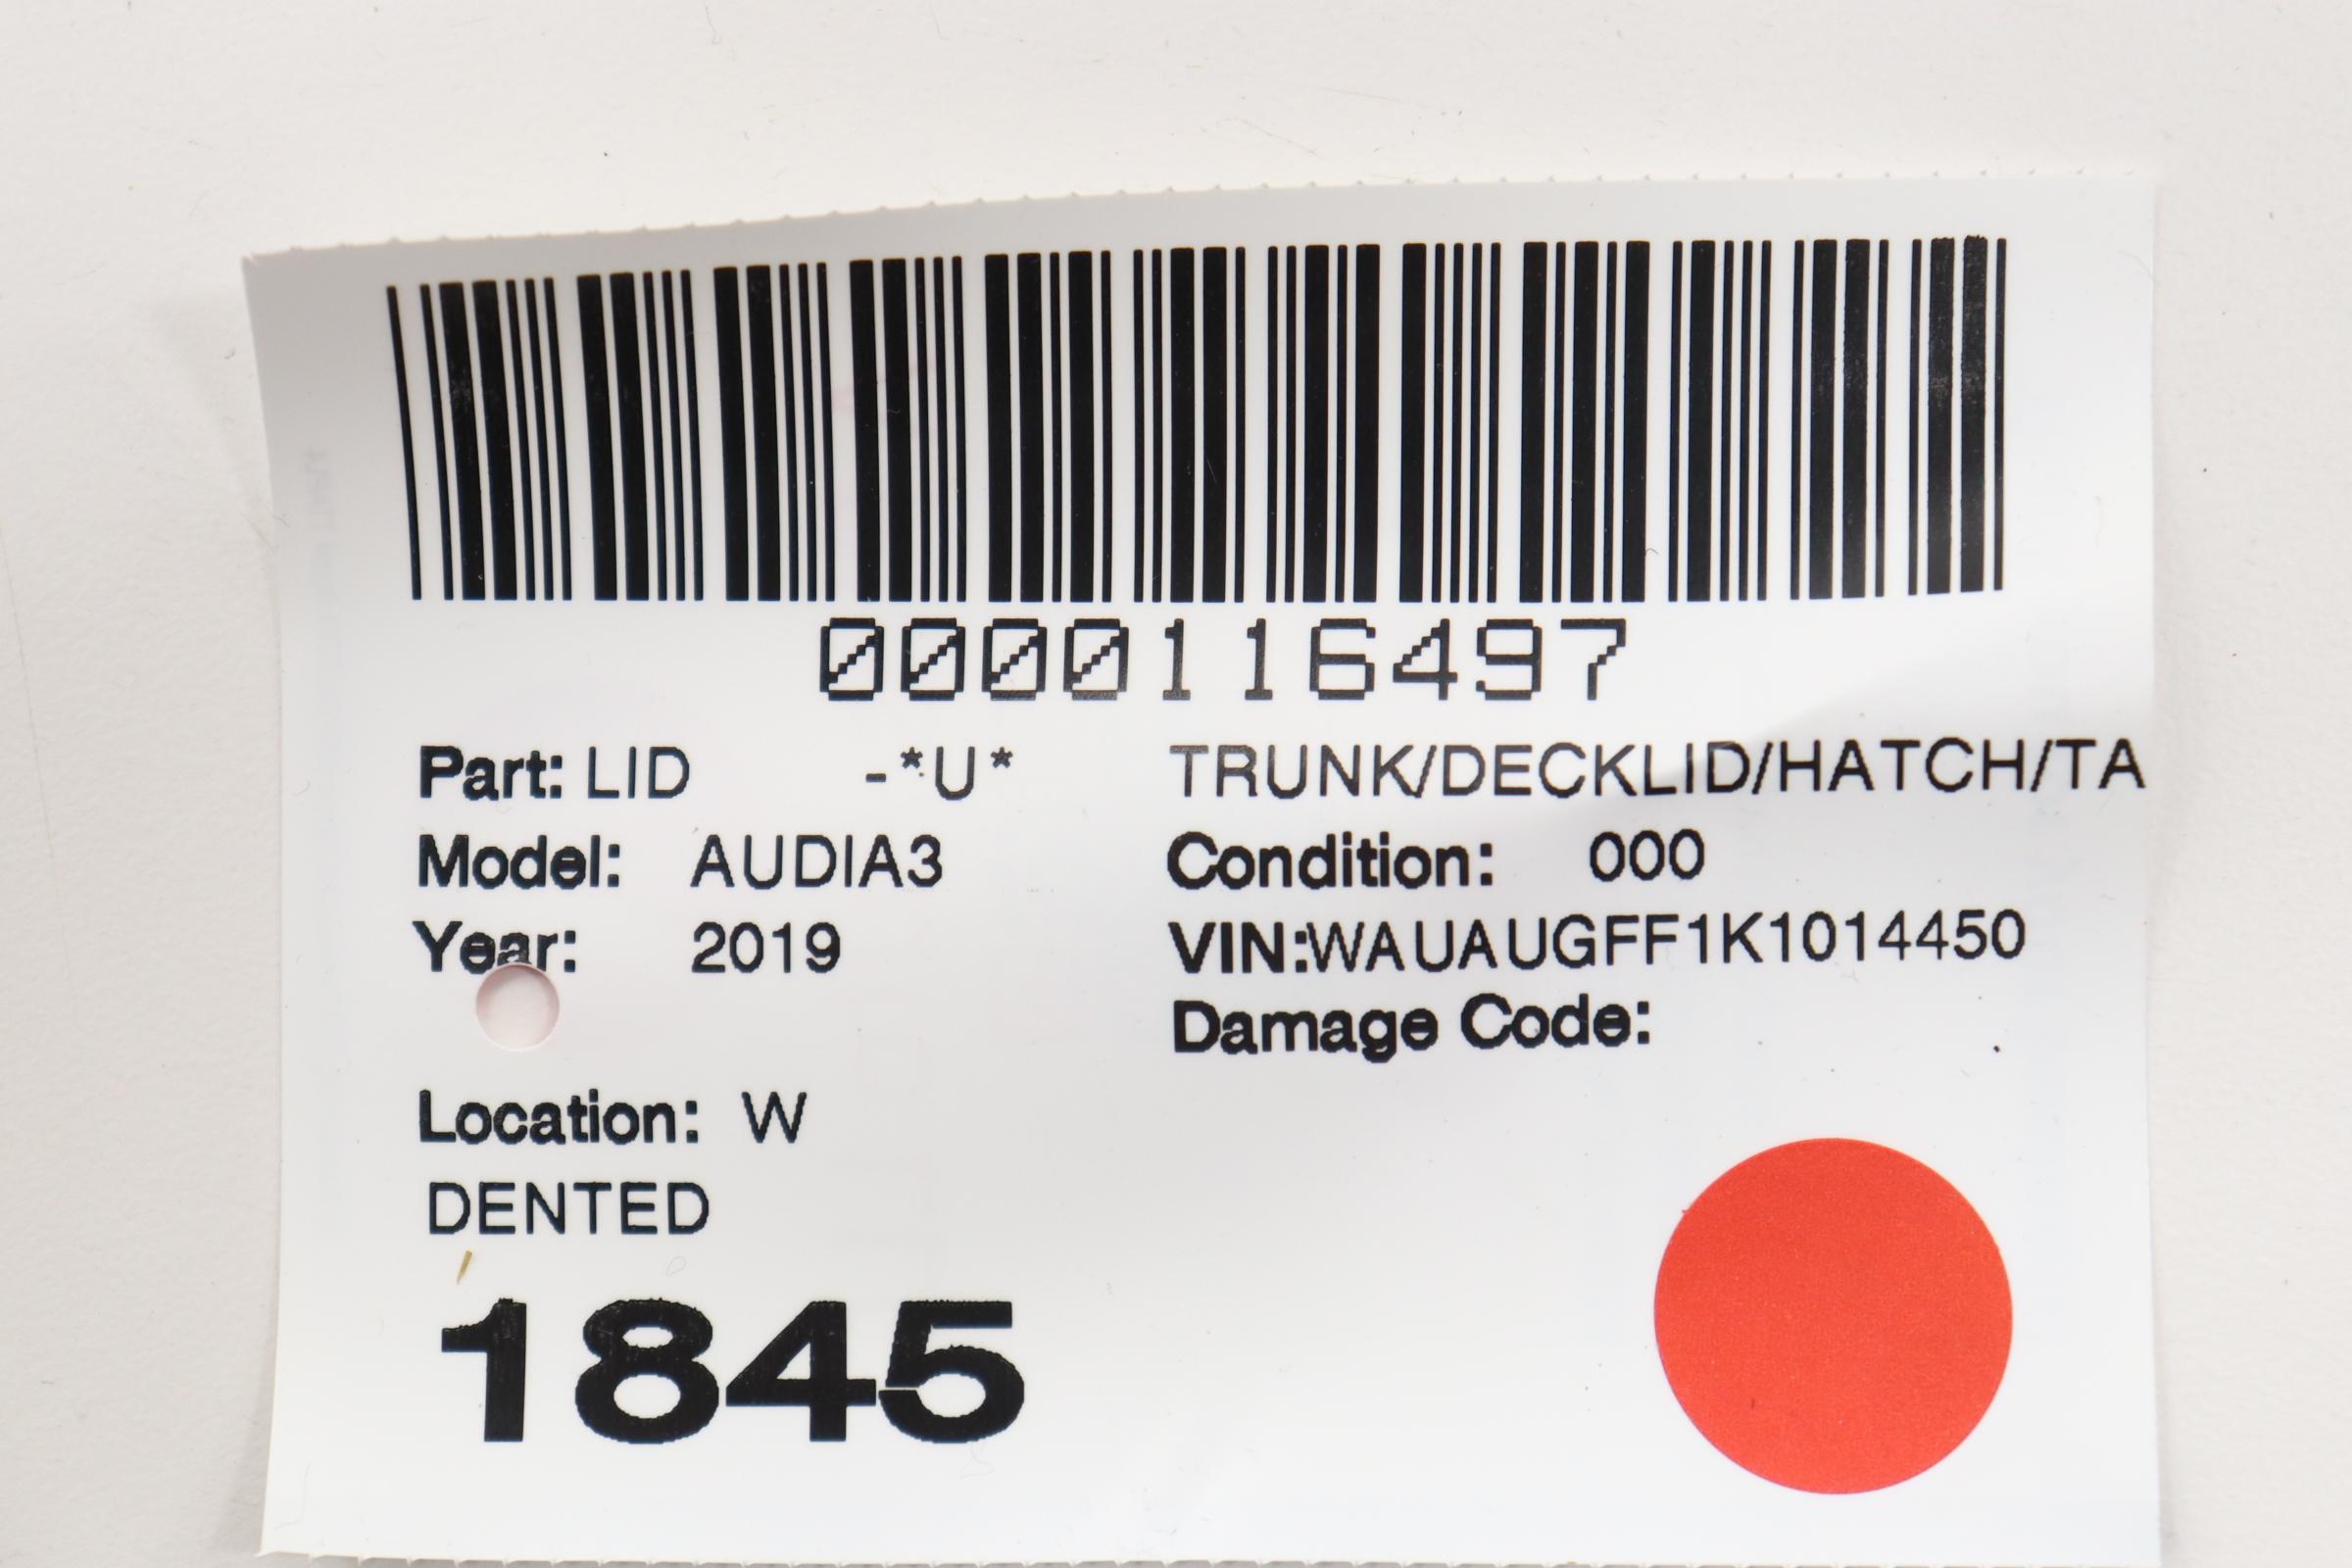 0000116497
Part: LID -*U* TRUNK/DECKLID/HATCH/TA
Model: AUDIA3 Condition: 000
Year: 2019 VIN:WAUAUGFF1K1014450
Damage Code:
Location: W
DENTED
1845